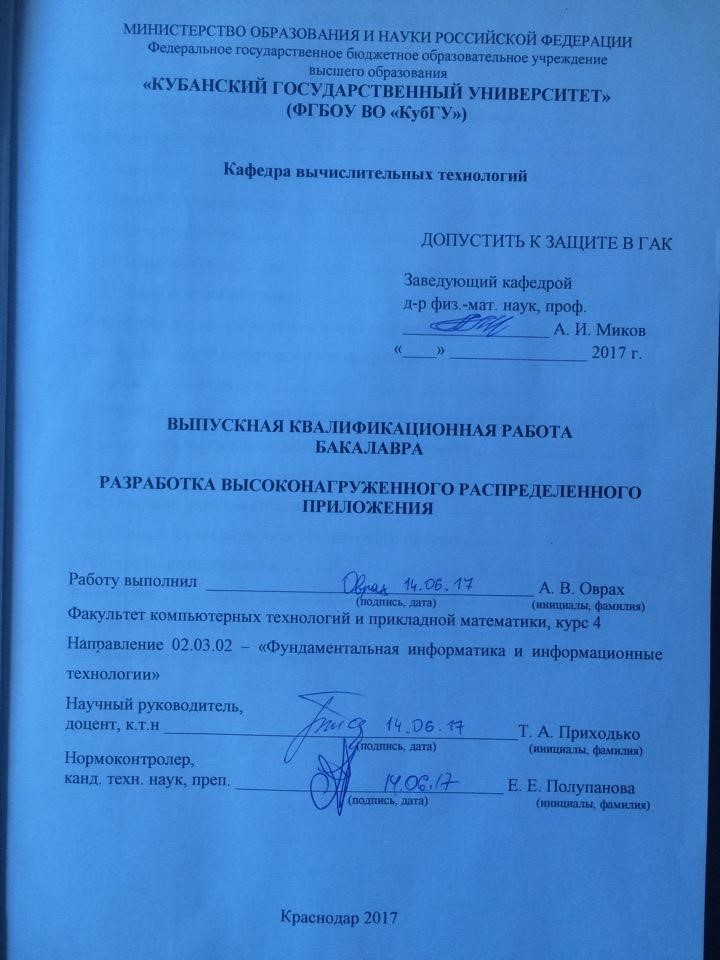 МИНИСТЕРСТВО ОБРАЗОВАНИЯ И НАУКИ РОССИЙСКОЙ ФЕДЕРАЦИИ
Федеральное государственное бюджетное образовательное учреждение
высшего образования
«КУБАНСКИЙ ГОСУДАРСТВЕННЫЙ УНИВЕРСИТЕТ»
(ФГБОУ ВО «КубГУ»)
Кафедра вычислительных технологий
ДОПУСТИТЬ К ЗАЩИТЕ В ГАК
Заведующий кафедрой
д-р физ.-мат. наук, проф.
А. И. Миков
«____» ________________ 2017 г.
ВЫПУСКНАЯ КВАЛИФИКАЦИОННАЯ РАБОТА
БАКАЛАВРА
РАЗРАБОТКА ВЫСОКОНАГРУЖЕННОГО РАСПРЕДЕЛЕННОГО
ПРИЛОЖЕНИЯ
Работу выполнил Оврах 14.06.17 А. В. Оврах
(подпись, дата) (инициалы, фамилия)
Факультет компьютерных технологий и прикладной математики, курс 4
Направление 02.03.02 – «Фундаментальная информатика и информационные
технологии»
Научный руководитель,
доцент, к.т.н 14.06.17 Т. А. Приходько
(подпись, дата) (инициалы, фамилия)
Нормоконтролер,
канд. техн. наук, преп. 14.06.17 Е. Е. Полупанова
(подпись, дата) (инициалы, фамилия)
Краснодар 2017